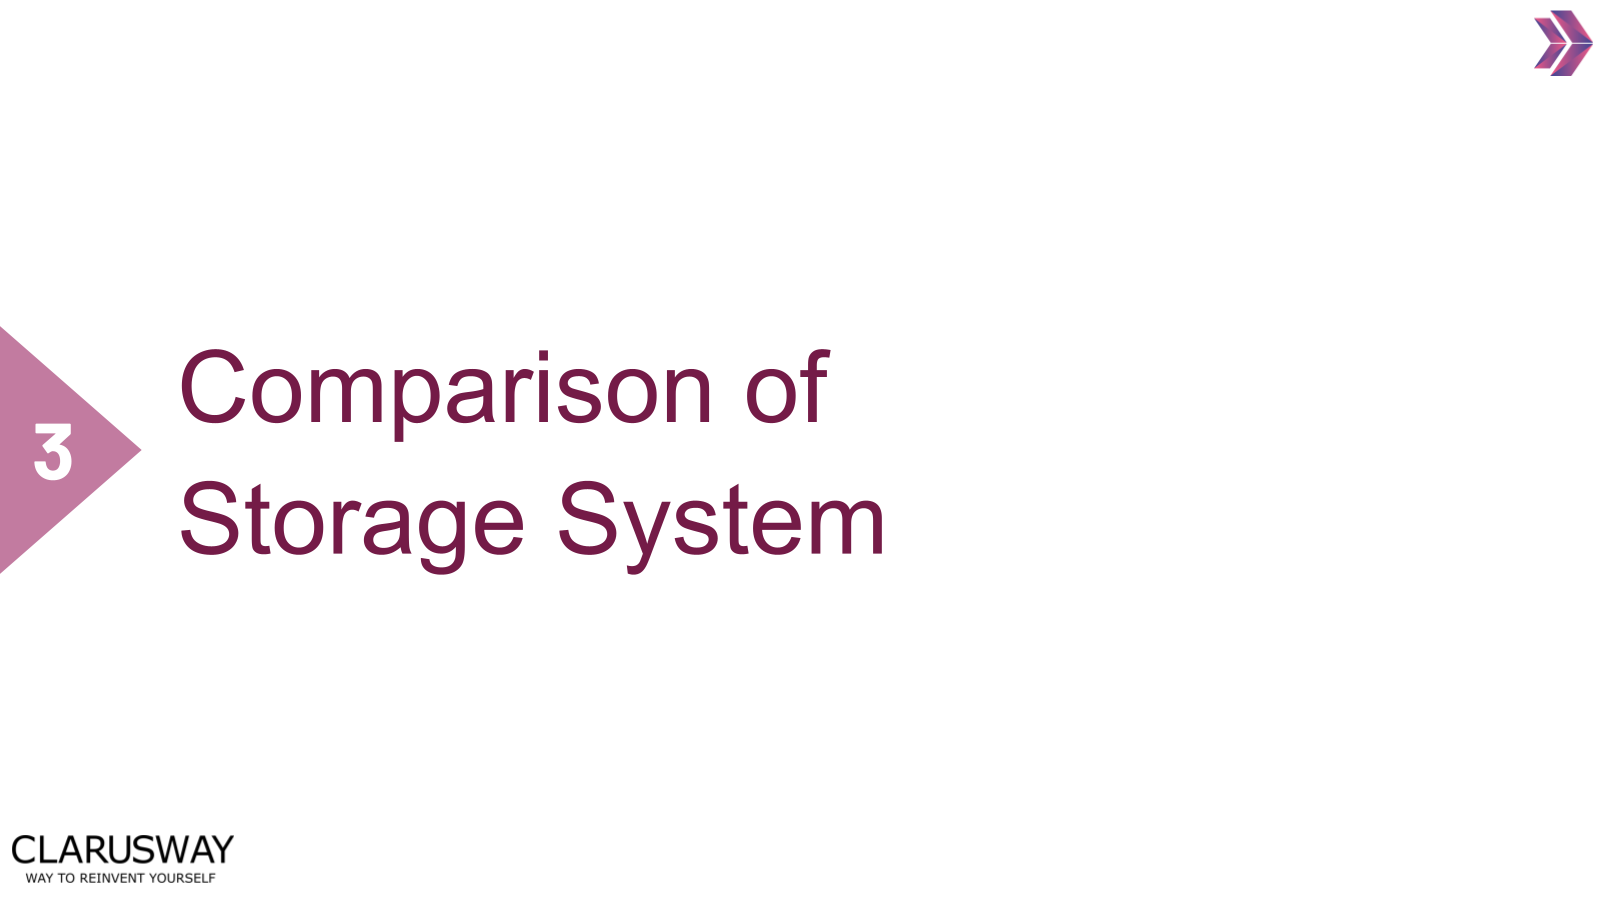 3
Comparison of
Storage System
CLARUSWAY
WAY TO REINVENT YOURSELF